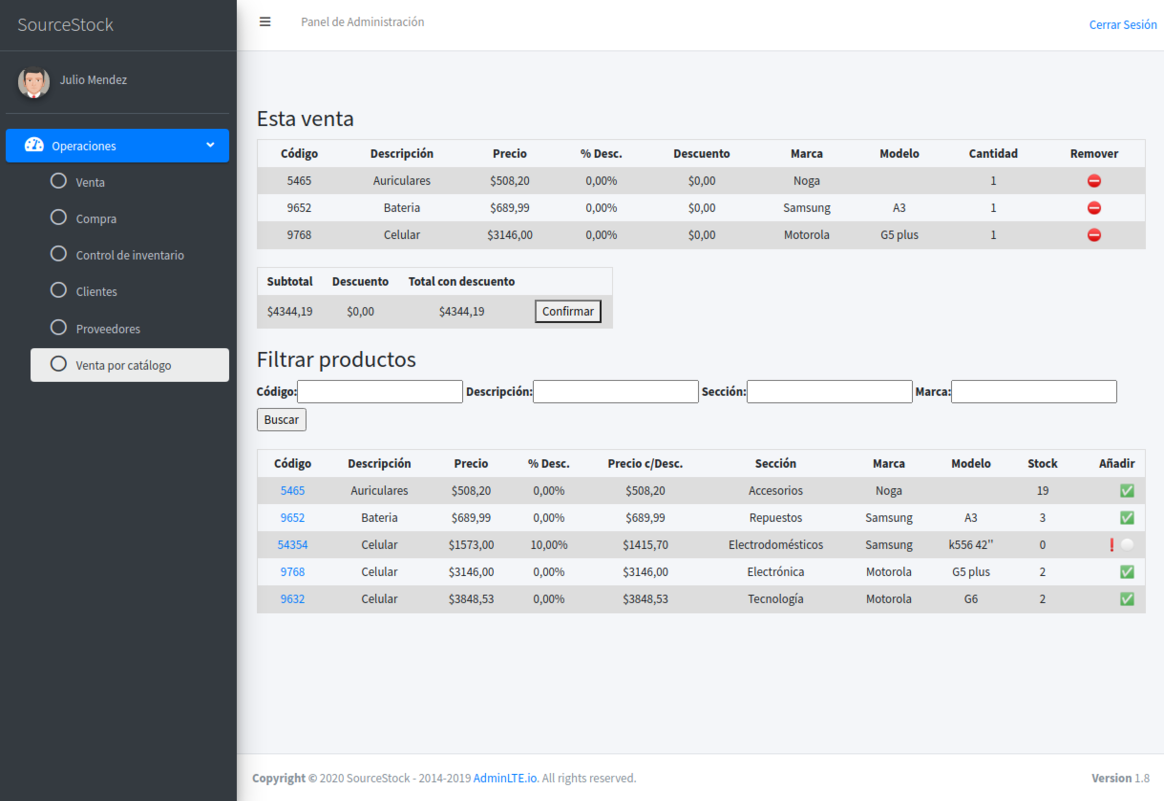 SourceStock
Panel de Administración
Cerrar Sesión
Julio Mendez
Operaciones
Venta
Compra
Control de inventario
Clientes
Proveedores
Venta por catálogo
Esta venta
Código Descripción Precio % Desc. Descuento Marca Modelo Cantidad Remover
5465 Auriculares $508,20 0,00% $0,00 Noga 1
9652 Bateria $689,99 0,00% $0,00 Samsung A3 1
9768 Celular $3146,00 0,00% $0,00 Motorola G5 plus 1
Subtotal Descuento Total con descuento
$4344,19 $0,00 $4344,19 Confirmar
Filtrar productos
Código: Descripción: Sección: Marca:
Buscar
Código Descripción Precio % Desc. Precio c/Desc. Sección Marca Modelo Stock Añadir
5465 Auriculares $508,20 0,00% $508,20 Accesorios Noga 19
9652 Bateria $689,99 0,00% $689,99 Repuestos Samsung A3 3
54354 Celular $1573,00 10,00% $1415,70 Electrodomésticos Samsung k556 42" 0
9768 Celular $3146,00 0,00% $3146,00 Electrónica Motorola G5 plus 2
9632 Celular $3848,53 0,00% $3848,53 Tecnología Motorola G6 2
Copyright © 2020 SourceStock - 2014-2019 AdminLTE.io. All rights reserved.
Version 1.8